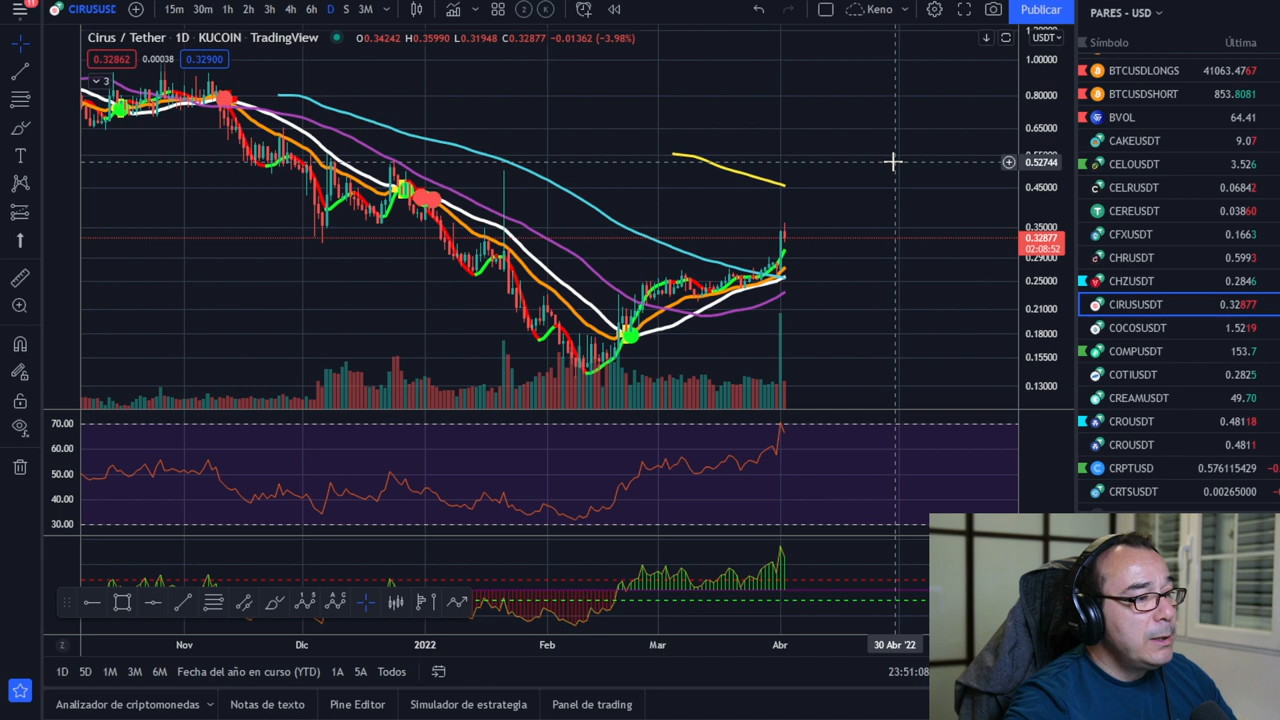 11
CIRUSUSD
15m 30m 1h 2h 3h 4h 6h D S 3M
2 K
Keno
Publicar
Cirus / Tether · 1D · KUCOIN · TradingView
O0.34242 H0.35990 L0.31948 C0.32877 -0.01362 (-3.98%)
0.32862 0.00038 0.32900
3
USDT
1.00000
0.80000
0.65000
0.52744
0.45000
0.35000
0.32877
02:08:52
0.29000
0.25000
0.21000
0.18000
0.15500
0.13000
70.00
60.00
50.00
40.00
30.00
Z
Nov Dic 2022 Feb Mar Abr 30 Abr '22
1D 5D 1M 3M 6M Fecha del año en curso (YTD) 1A 5A Todos
23:51:08
Analizador de criptomonedas Notas de texto Pine Editor Simulador de estrategia Panel de trading
PARES - USD
Símbolo Última
BTCUSDLONGS 41063.4767
BTCUSDSHORT 853.8081
BVOL 64.41
CAKEUSDT 9.07
CELOUSDT 3.526
CELRUSDT 0.0684
CEREUSDT 0.03860
CFXUSDT 0.1663
CHRUSDT 0.5993
CHZUSDT 0.2846
CIRUSUSDT 0.32877
COCOSUSDT 1.5219
COMPUSDT 153.7
COTIUSDT 0.2825
CREAMUSDT 49.70
CROUSDT 0.48118
CROUSDT 0.4811
CRPTUSD 0.576115429
CRTSUSDT 0.00265000